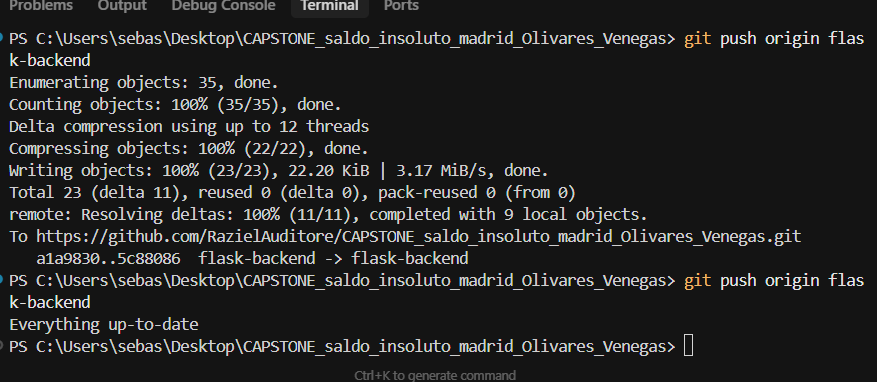 Problems Output Debug Console Terminal Ports
PS C:\Users\sebas\Desktop\CAPSTONE_saldo_insoluto_madrid_Olivares_Venegas> git push origin flas
k-backend
Enumerating objects: 35, done.
Counting objects: 100% (35/35), done.
Delta compression using up to 12 threads
Compressing objects: 100% (22/22), done.
Writing objects: 100% (23/23), 22.20 KiB | 3.17 MiB/s, done.
Total 23 (delta 11), reused 0 (delta 0), pack-reused 0 (from 0)
remote: Resolving deltas: 100% (11/11), completed with 9 local objects.
To https://github.com/RazielAuditore/CAPSTONE_saldo_insoluto_madrid_Olivares_Venegas.git
   a1a9830..5c88086  flask-backend -> flask-backend
PS C:\Users\sebas\Desktop\CAPSTONE_saldo_insoluto_madrid_Olivares_Venegas> git push origin flas
k-backend
Everything up-to-date
PS C:\Users\sebas\Desktop\CAPSTONE_saldo_insoluto_madrid_Olivares_Venegas>
Ctrl+K to generate command